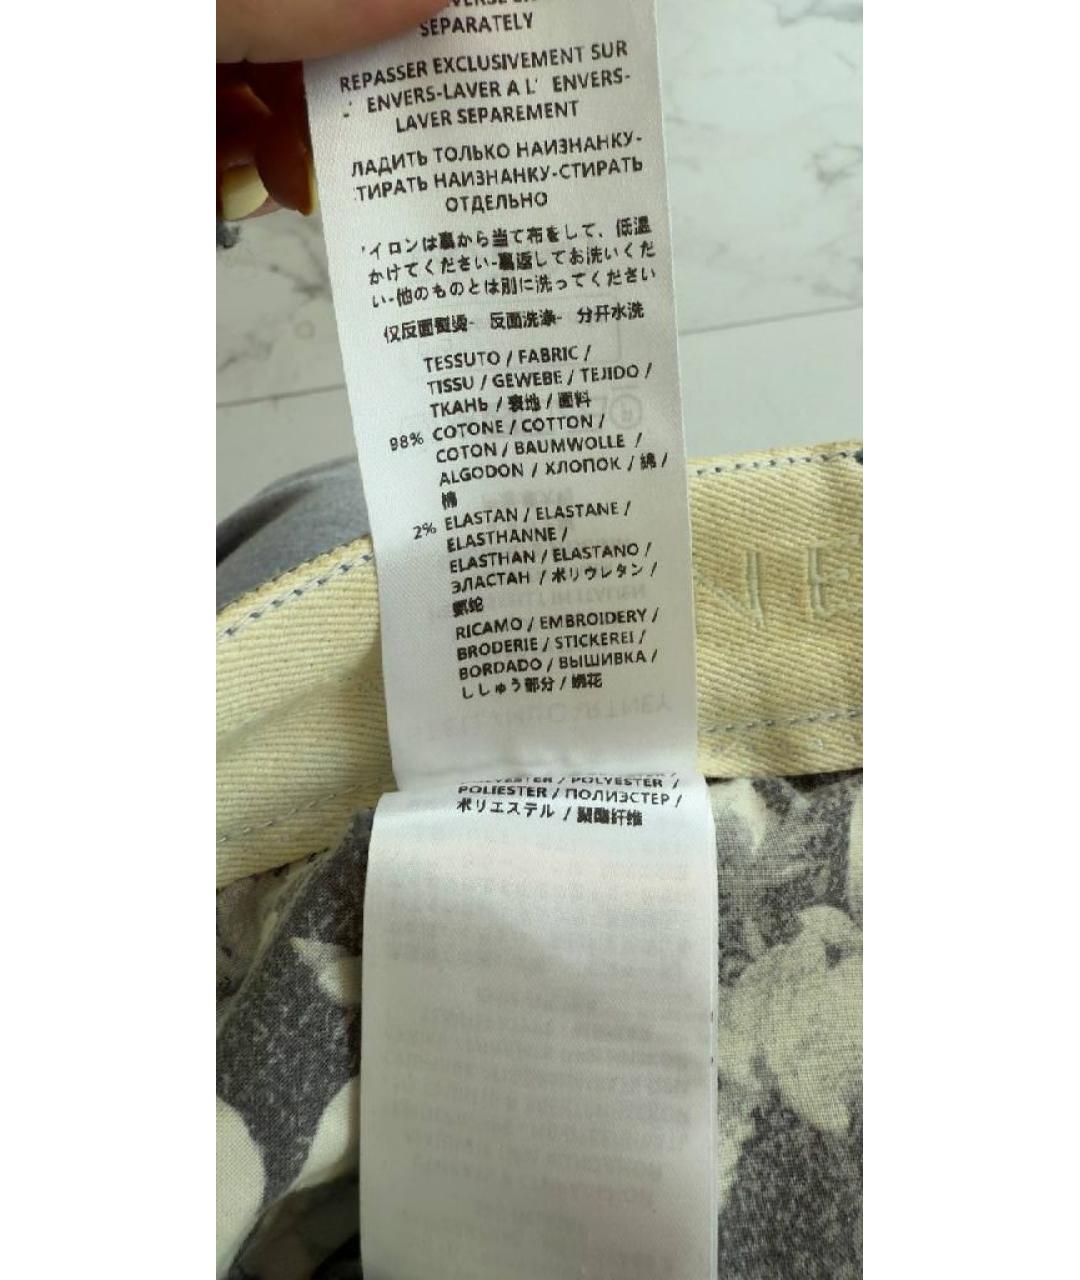 SEPARATELY
REPASSER EXCLUSIVEMENT SUR
L' ENVERS-LAVER A L' ENVERS-
LAVER SEPAREMENT
ЛАДИТЬ ТОЛЬКО НАИЗНАНКУ-
ТИРАТЬ НАИЗНАНКУ-СТИРАТЬ
ОТДЕЛЬНО
イロンは裏から当て布をして、低温
かけてください-裏返してお洗いくだ
い-他のものとは別に洗ってください
仅反面熨烫- 反面洗涤- 分开水洗
TESSUTO / FABRIC /
TISSU / GEWEBE / TEJIDO /
ТКАНЬ / 表地 / 面料
98% COTONE / COTTON /
COTON / BAUMWOLLE /
ALGODON / ХЛОПОК / 綿 /
棉
2% ELASTAN / ELASTANE /
ELASTHANNE /
ELASTHAN / ELASTANO /
ЭЛАСТАН / ポリウレタン /
氨纶
RICAMO / EMBROIDERY /
BRODERIE / STICKEREI /
BORDADO / ВЫШИВКА /
ししゅう部分 / 绣花
POLYESTER /
POLIESTER / ПОЛИЭСТЕР /
ポリエステル / 聚酯纤维